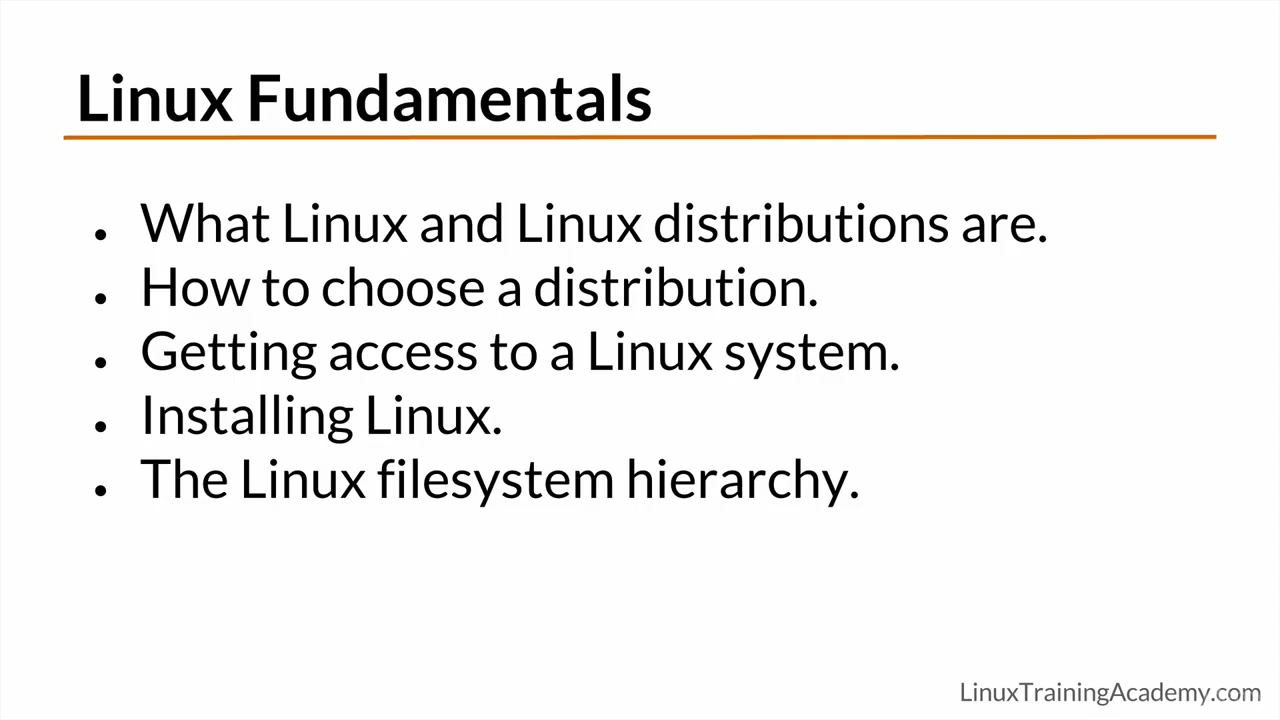 Linux Fundamentals
• What Linux and Linux distributions are.
• How to choose a distribution.
• Getting access to a Linux system.
• Installing Linux.
• The Linux filesystem hierarchy.
LinuxTrainingAcademy.com